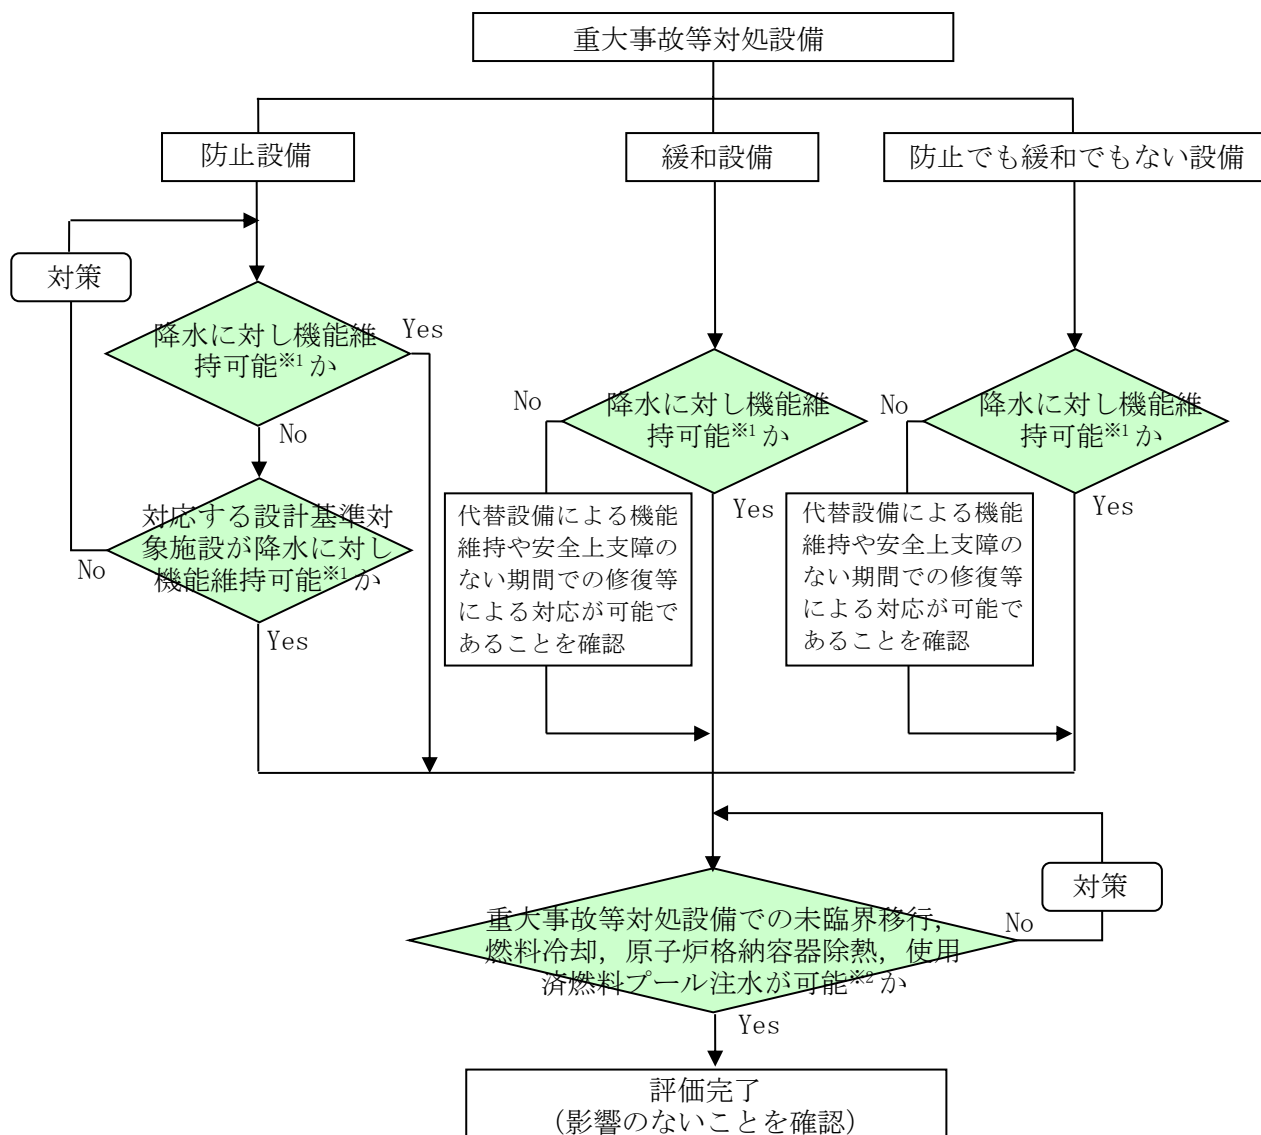 重大事故等対処設備
防止設備
緩和設備
防止でも緩和でもない設備
対策
降水に対し機能維
持可能※1か
Yes
No
対応する設計基準対
象施設が降水に対し
機能維持可能※1か
No
Yes
降水に対し機能維
持可能※1か
No
Yes
代替設備による機能
維持や安全上支障の
ない期間での修復等
による対応が可能で
あることを確認
降水に対し機能維
持可能※1か
No
Yes
代替設備による機能
維持や安全上支障の
ない期間での修復等
による対応が可能で
あることを確認
重大事故等対処設備での未臨界移行，
燃料冷却，原子炉格納容器除熱，使用
済燃料プール注水が可能※2か
No
対策
Yes
評価完了
（影響のないことを確認）